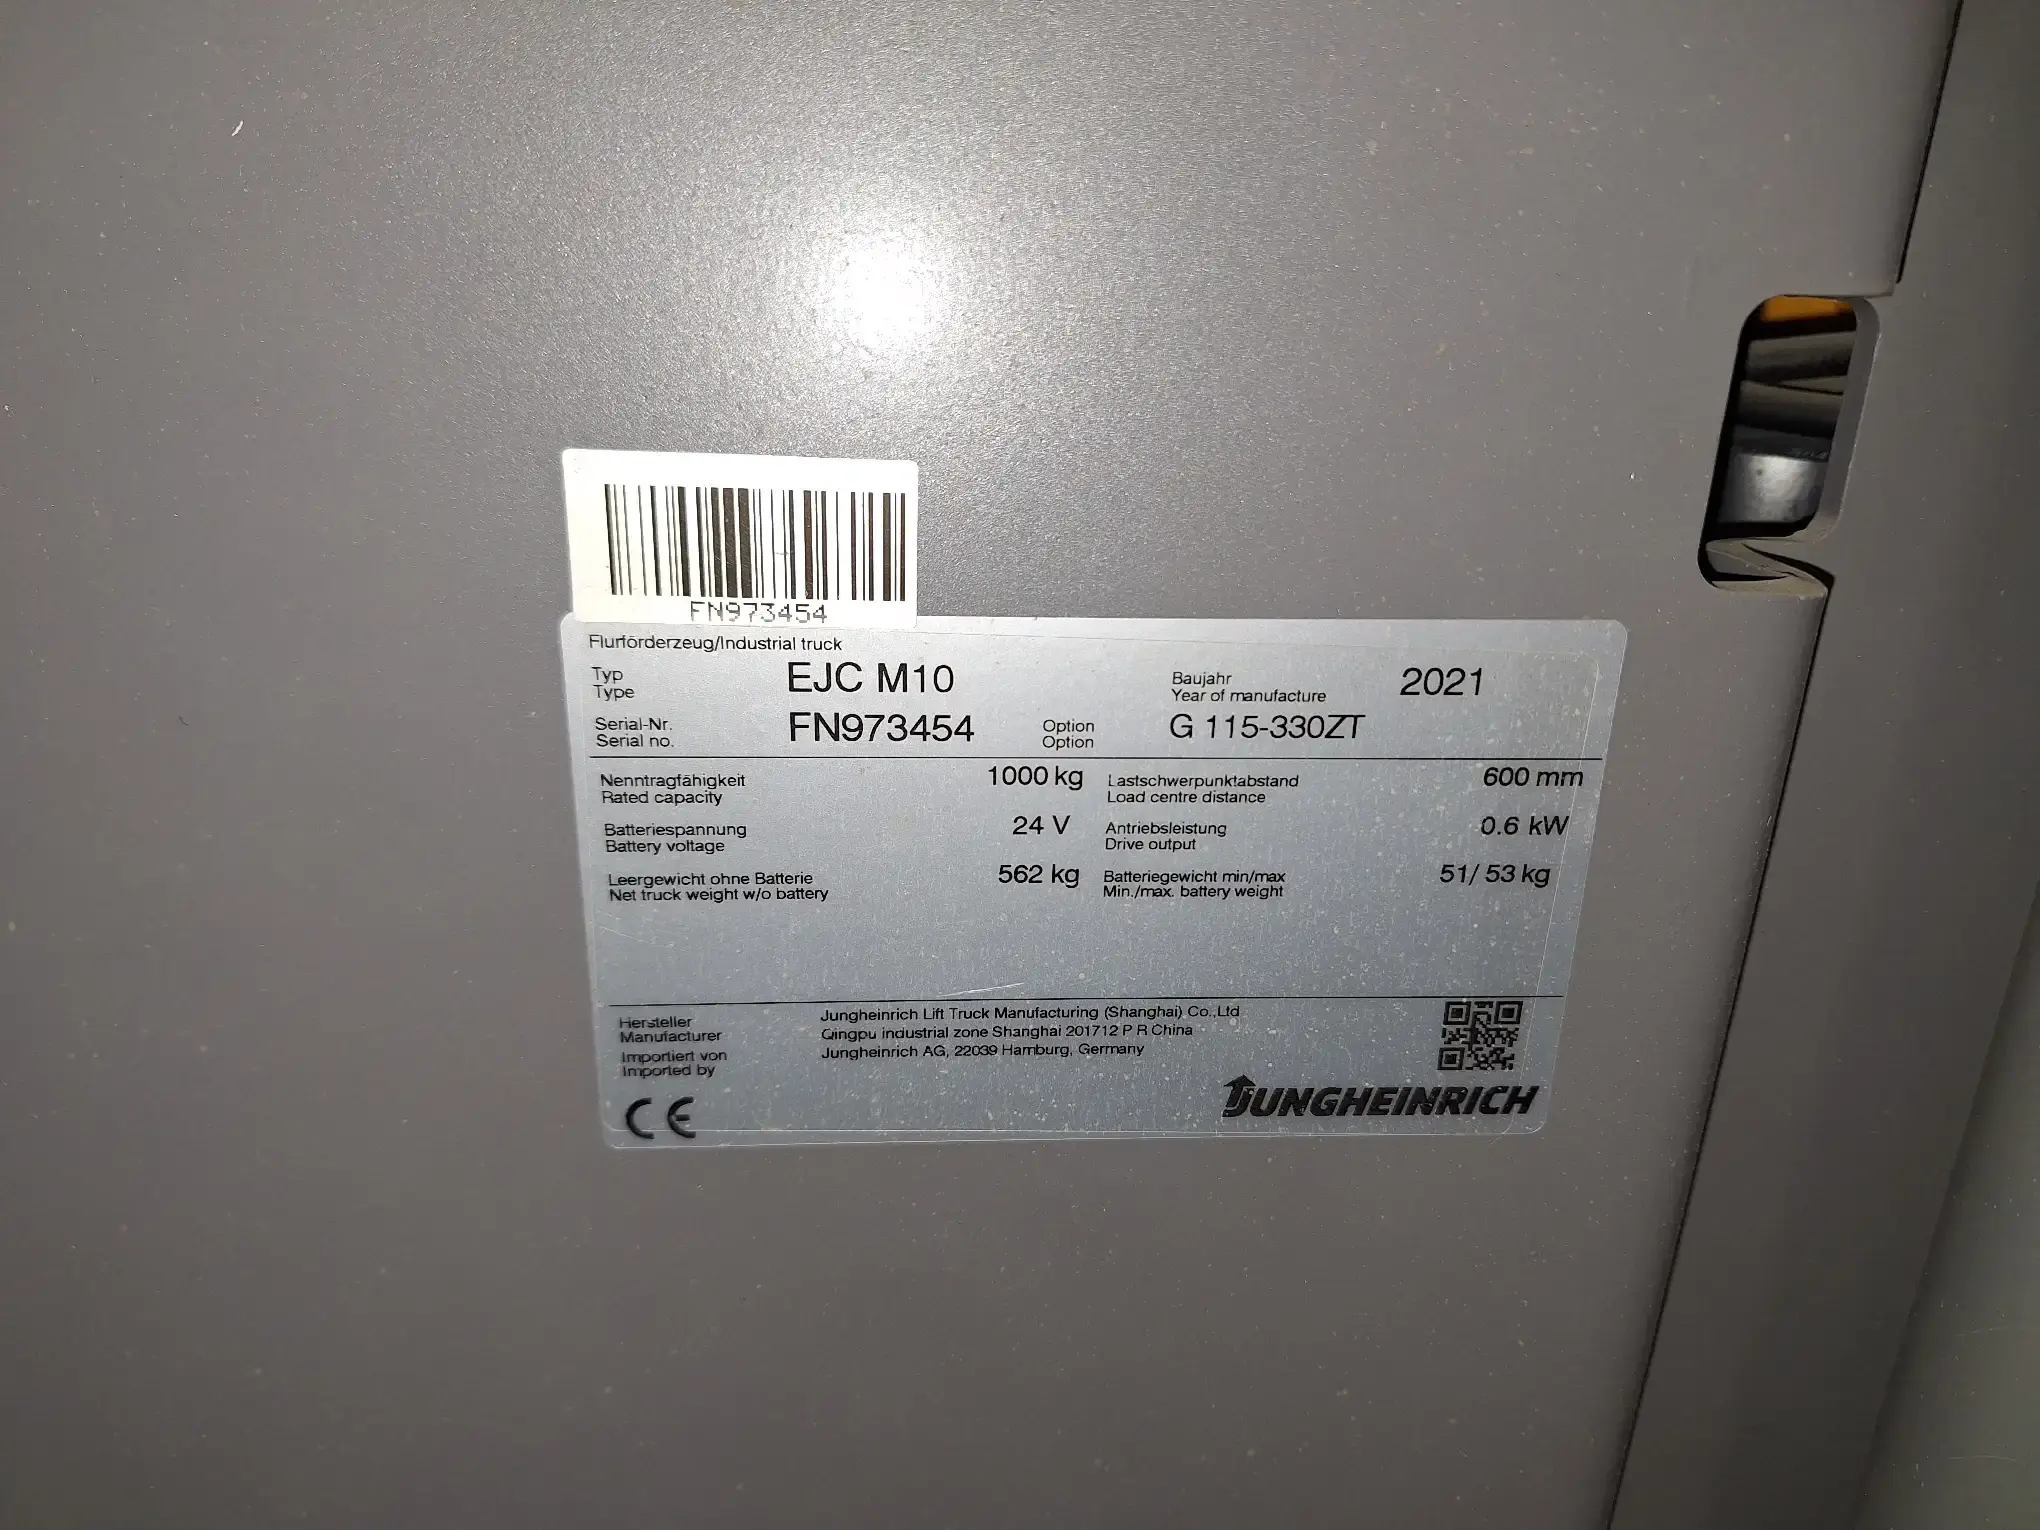 FN973454
Flurförderzeug/Industrial truck
Typ EJC M10 Baujahr 2021
Type Year of manufacture
Serial-Nr. FN973454 Option G 115-330ZT
Serial no. Option
Nenntragfähigkeit 1000 kg Lastschwerpunktabstand 600 mm
Rated capacity Load centre distance
Batteriespannung 24 V Antriebsleistung 0.6 kW
Battery voltage Drive output
Leergewicht ohne Batterie 562 kg Batteriegewicht min/max 51/ 53 kg
Net truck weight w/o battery Min./max. battery weight
Hersteller Jungheinrich Lift Truck Manufacturing (Shanghai) Co.,Ltd
Manufacturer Qingpu industrial zone Shanghai 201712 P R China
Importiert von Jungheinrich AG, 22039 Hamburg, Germany
Imported by
CE JUNGHEINRICH